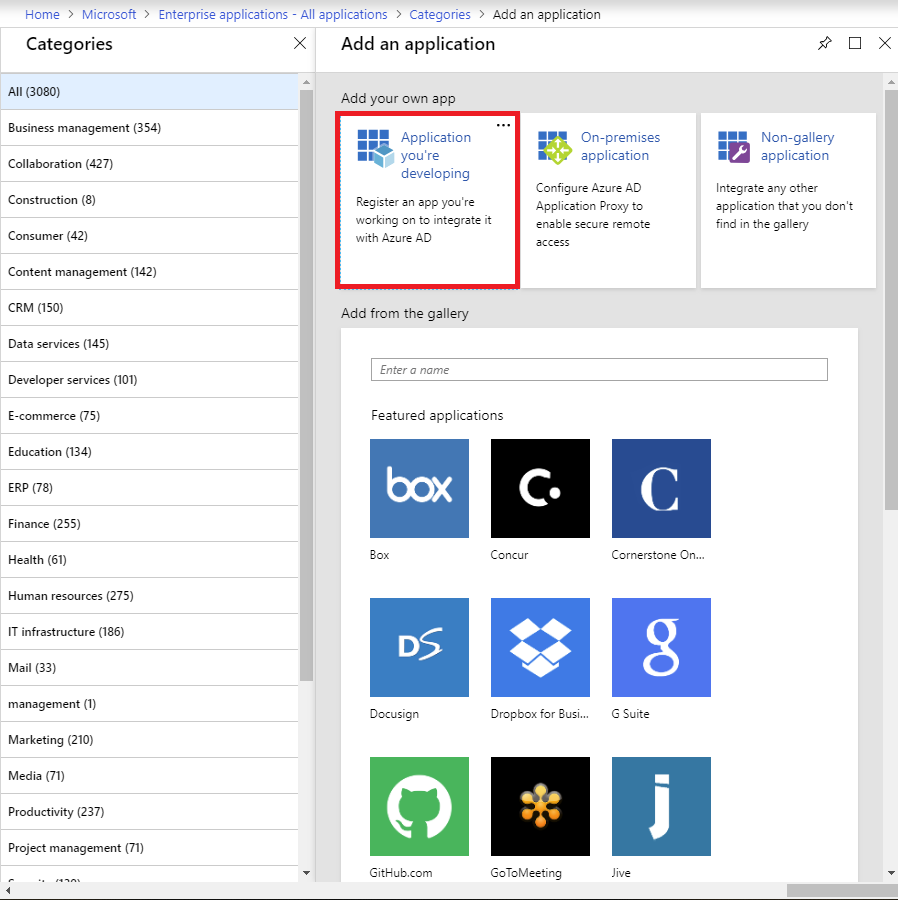 Home > Microsoft > Enterprise applications - All applications > Categories > Add an application
Categories
All (3080)
Business management (354)
Collaboration (427)
Construction (8)
Consumer (42)
Content management (142)
CRM (150)
Data services (145)
Developer services (101)
E-commerce (75)
Education (134)
ERP (78)
Finance (255)
Health (61)
Human resources (275)
IT infrastructure (186)
Mail (33)
management (1)
Marketing (210)
Media (71)
Productivity (237)
Project management (71)
Add an application
Add your own app
Application
you're
developing
Register an app you're
working on to integrate it
with Azure AD
On-premises
application
Configure Azure AD
Application Proxy to
enable secure remote
access
Non-gallery
application
Integrate any other
application that you don't
find in the gallery
Add from the gallery
Enter a name
Featured applications
box
Box
C.
Concur
C
Cornerstone On...
DS
Docusign
Dropbox for Busi...
g
G Suite
GitHub.com
GoToMeeting
j
Jive